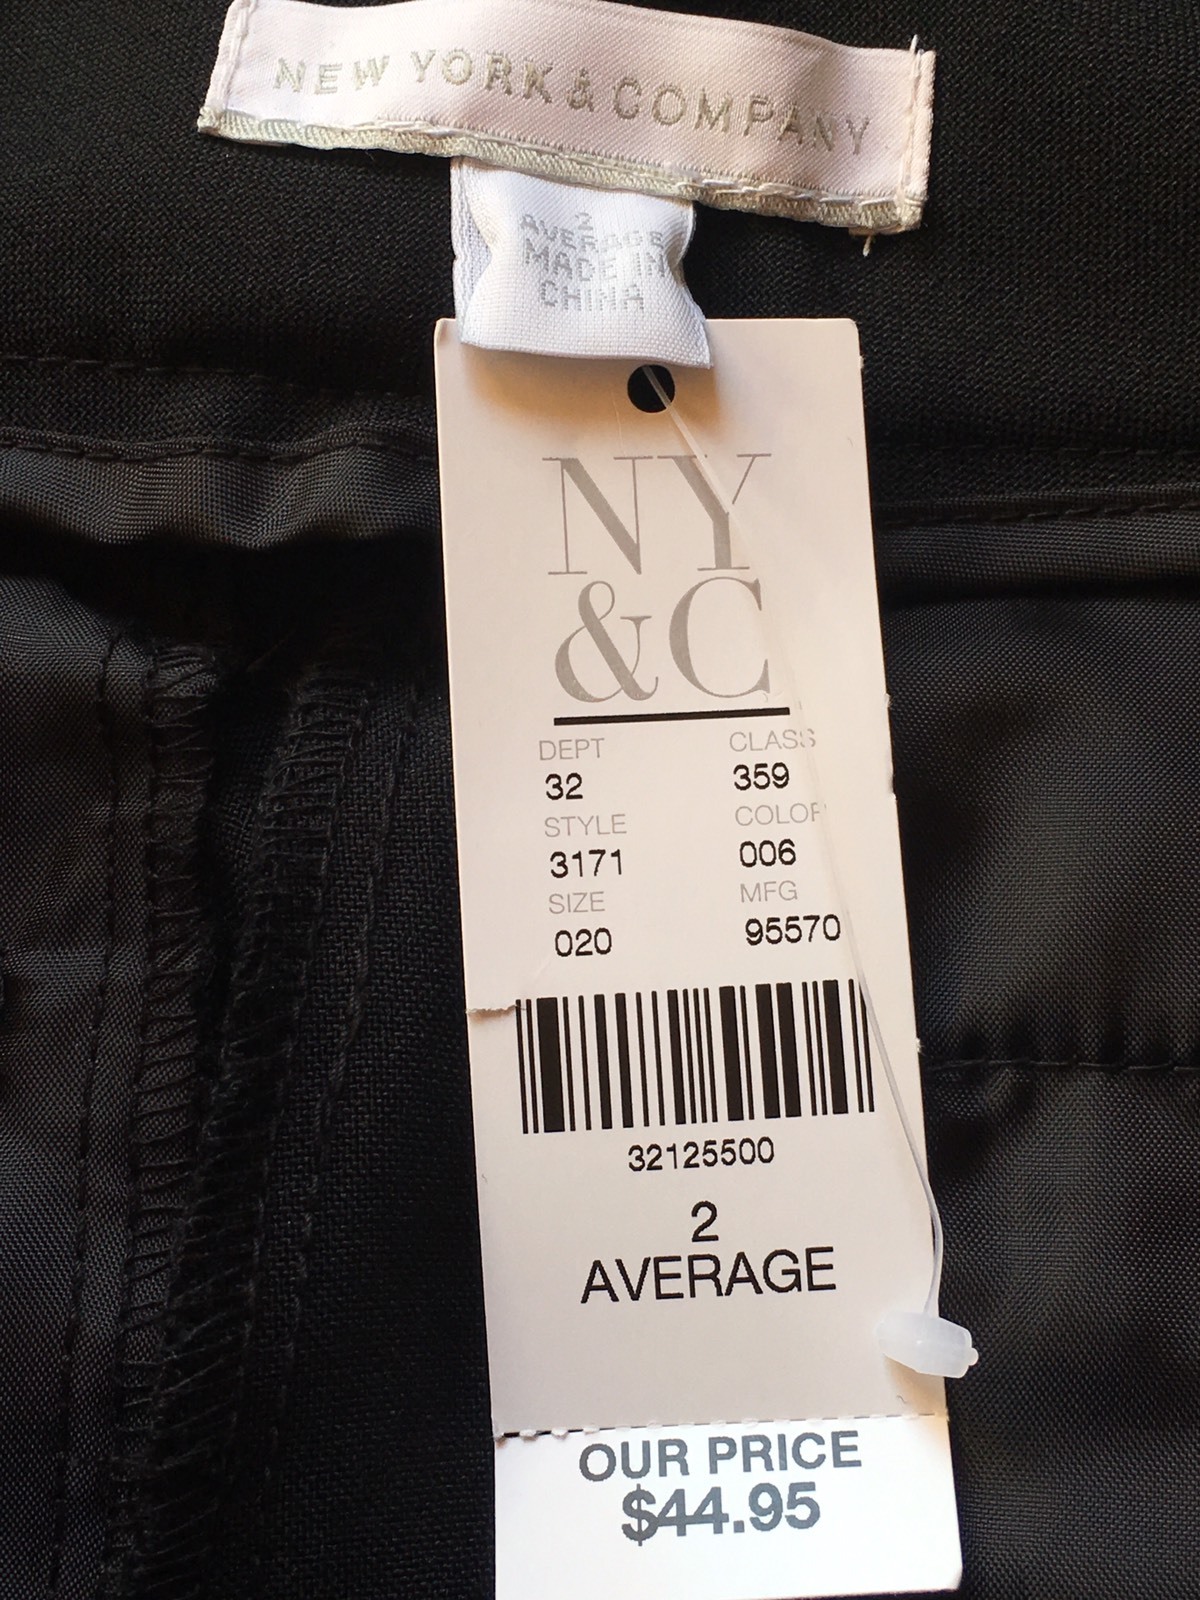 NEW YORK & COMPANY
2
AVERAGE
MADE IN
CHINA
NY
&C
DEPT CLASS
32 359
STYLE COLOR
3171 006
SIZE MFG
020 95570
32125500
2
AVERAGE
OUR PRICE
$44.95